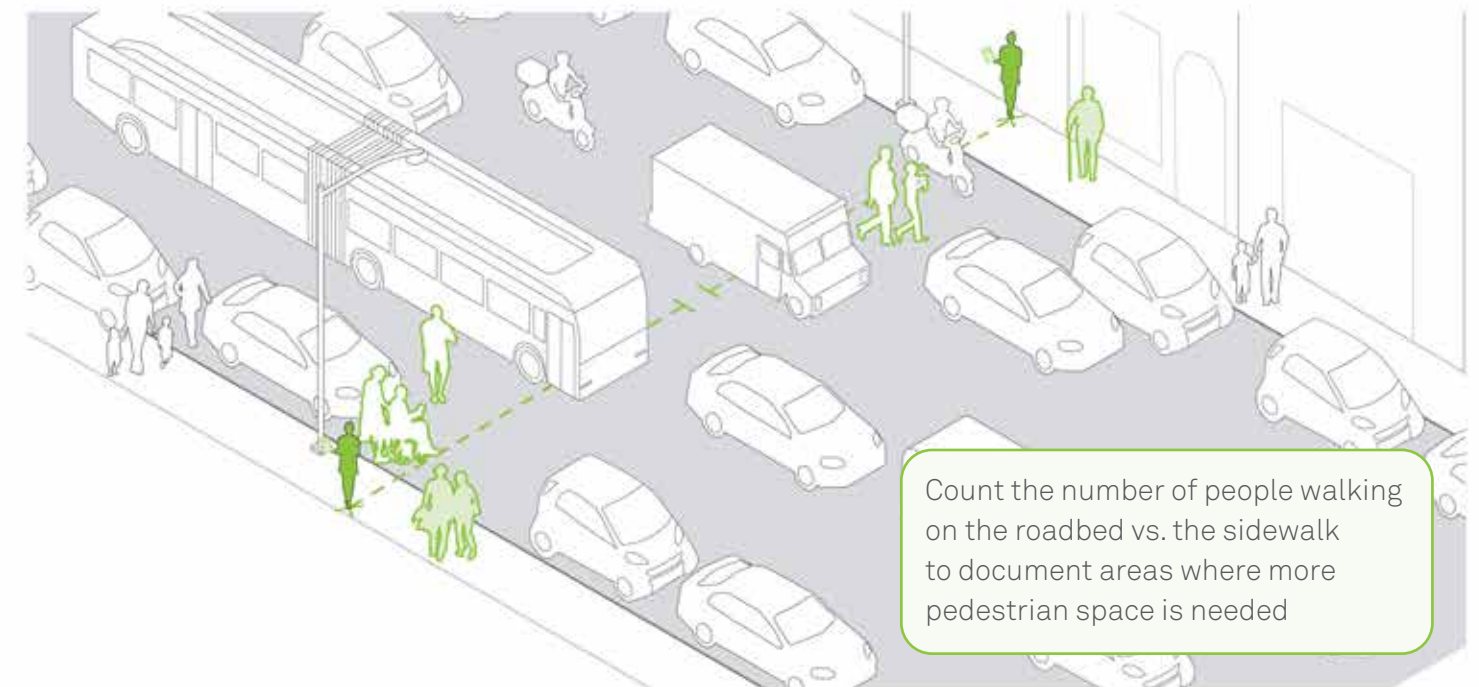 Count the number of people walking
on the roadbed vs. the sidewalk
to document areas where more
pedestrian space is needed